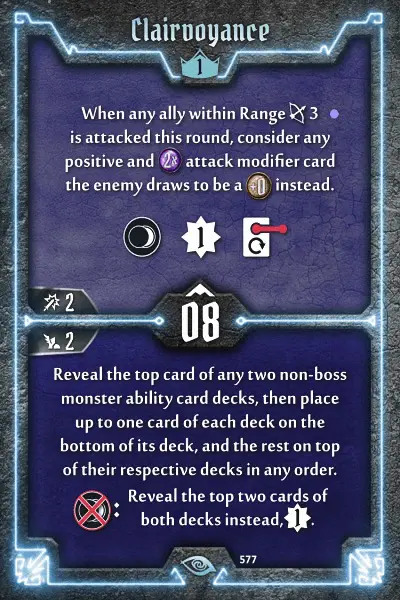 Clairvoyance
1
When any ally within Range 3
is attacked this round, consider any
positive and 2x attack modifier card
the enemy draws to be a +0 instead.
1
2
08
2
Reveal the top card of any two non-boss
monster ability card decks, then place
up to one card of each deck on the
bottom of its deck, and the rest on top
of their respective decks in any order.
: Reveal the top two cards of
both decks instead, 1.
577